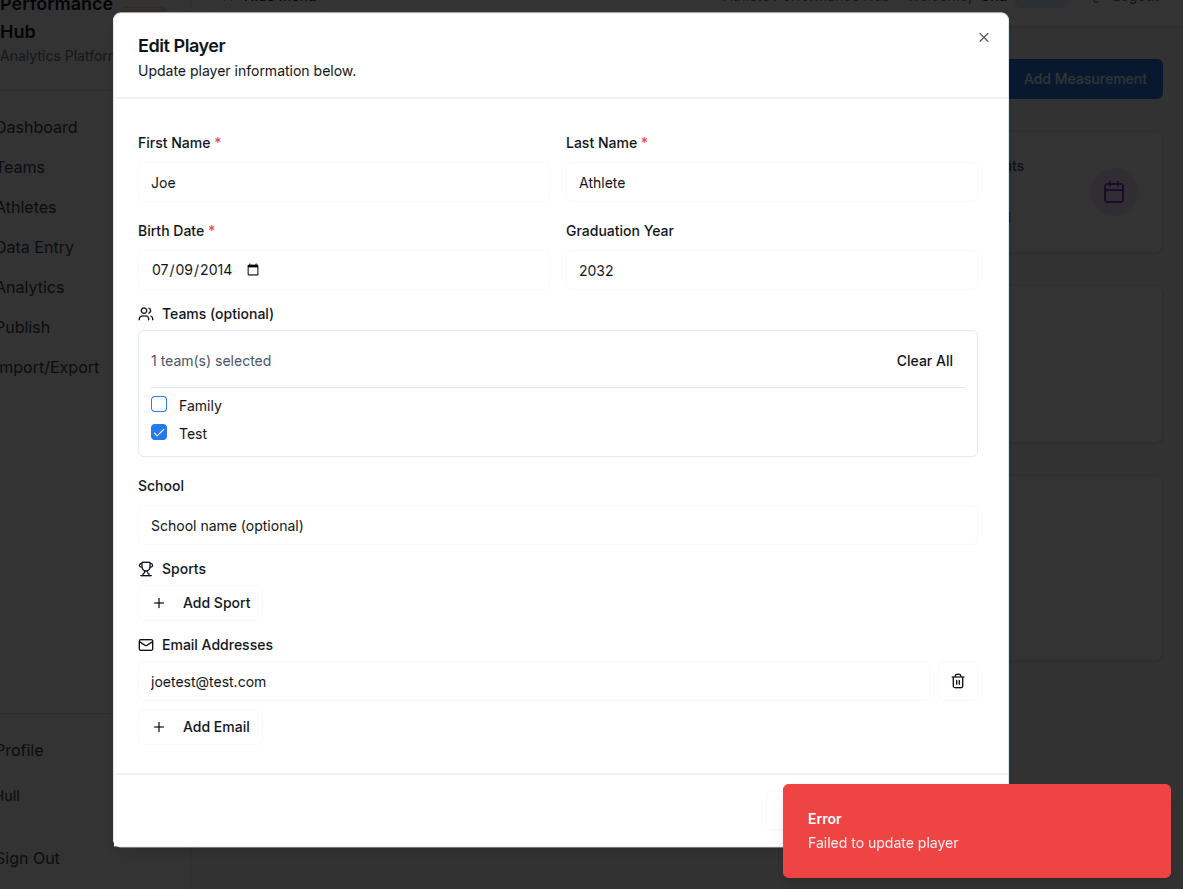 Performance
Hub
Analytics Platform
Dashboard
Teams
Athletes
Data Entry
Analytics
Publish
Import/Export
Profile
Hull
Sign Out
Add Measurement
Edit Player
Update player information below.
First Name *
Last Name *
Joe
Athlete
Birth Date *
Graduation Year
07/09/2014
2032
Teams (optional)
1 team(s) selected
Clear All
Family
Test
School
School name (optional)
Sports
Add Sport
Email Addresses
joetest@test.com
Add Email
Error
Failed to update player